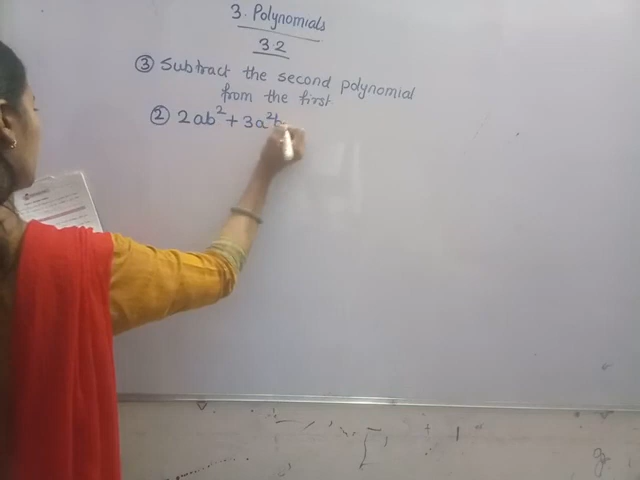 3. Polynomials
3.2
③ Subtract the second polynomial
from the first
② 2ab² + 3a²b